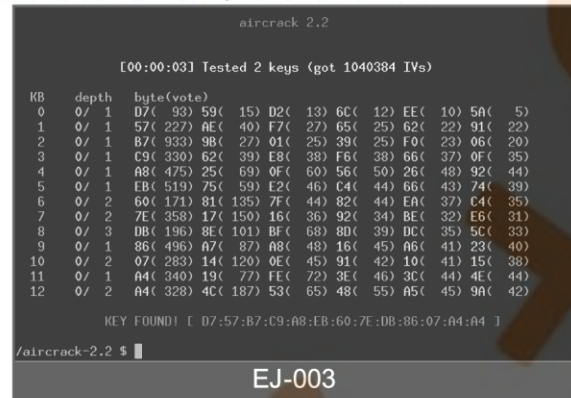 aircrack 2.2
[00:00:03] Tested 2 keys (got 1040384 IVs)
KB depth byte(vote)
0 0/ 1 D7( 93) 59( 15) D2( 13) 6C( 12) EE( 10) 5A( 5)
1 0/ 1 57( 227) AE( 40) F7( 27) 65( 25) 62( 22) 91( 22)
2 0/ 1 B7( 933) 9B( 27) 01( 25) 39( 25) F0( 23) 06( 20)
3 0/ 1 C9( 330) 62( 39) E8( 38) F6( 38) 66( 37) 0F( 35)
4 0/ 1 A8( 475) 25( 69) 0F( 60) 56( 50) 26( 48) 92( 44)
5 0/ 1 EB( 519) 75( 59) E2( 46) C4( 44) 66( 43) 74( 39)
6 0/ 2 60( 171) 81( 135) 7F( 44) 82( 44) EA( 37) C4( 35)
7 0/ 2 7E( 358) 17( 150) 16( 36) 92( 34) BE( 32) E6( 31)
8 0/ 3 DB( 196) 8E( 101) BF( 68) 8D( 39) DC( 35) 5C( 33)
9 0/ 1 86( 496) A7( 87) A8( 48) 16( 45) A6( 41) 23( 40)
10 0/ 2 07( 283) 14( 120) 0E( 45) 91( 42) 10( 41) 15( 38)
11 0/ 1 A4( 340) 19( 77) FE( 72) 3E( 46) 3C( 44) 4E( 44)
12 0/ 2 A4( 328) 4C( 187) 53( 65) 48( 55) A5( 45) 9A( 42)
KEY FOUND! [ D7:57:B7:C9:A8:EB:60:7E:DB:86:07:A4:A4 ]
/aircrack-2.2 $
EJ-003